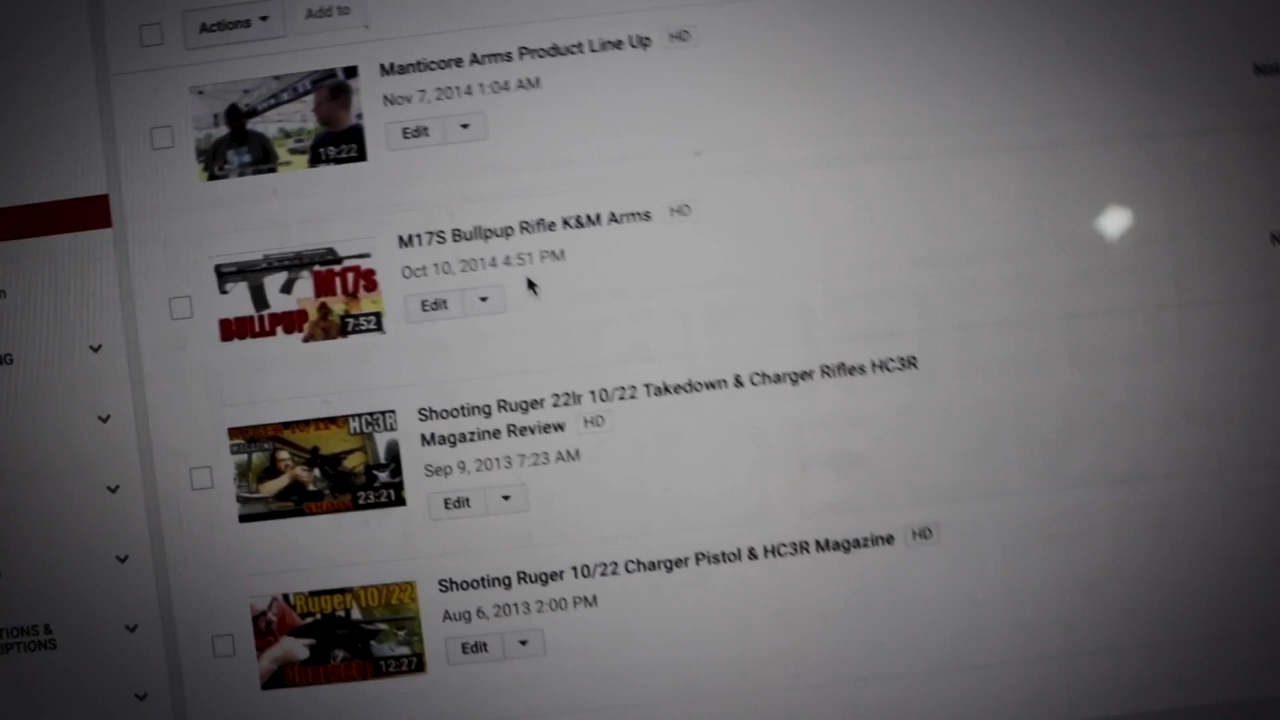 Actions
Add to
Manticore Arms Product Line Up HD
Nov 7, 2014 1:04 AM
Edit
19:22
M17S Bullpup Rifle K&M Arms HD
Oct 10, 2014 4:51 PM
Edit
M17s
BULLPUP
7:52
Shooting Ruger 22lr 10/22 Takedown & Charger Rifles HC3R
Magazine Review HD
Sep 9, 2013 7:23 AM
Edit
HC3R
23:21
Shooting Ruger 10/22 Charger Pistol & HC3R Magazine HD
Aug 6, 2013 2:00 PM
Edit
Ruger 10/22
12:27
TIONS &
IPTIONS